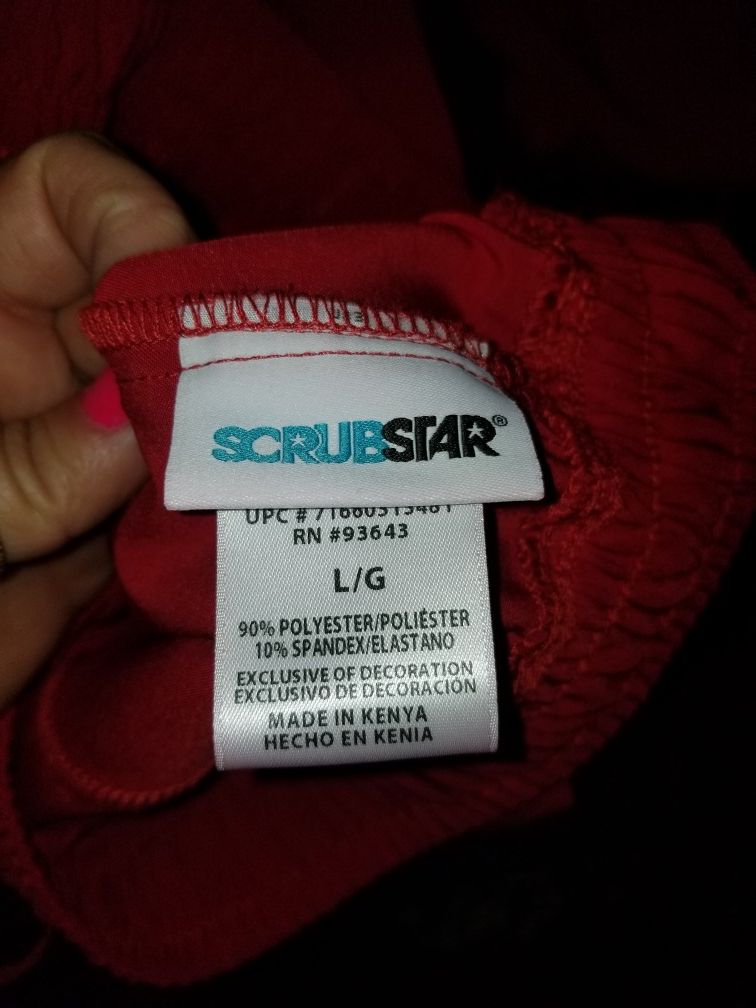 SCRUBSTAR®
UPC #
RN #93643
L/G
90% POLYESTER/POLIÉSTER
10% SPANDEX/ELASTANO
EXCLUSIVE OF DECORATION
EXCLUSIVO DE DECORACIÓN
MADE IN KENYA
HECHO EN KENIA